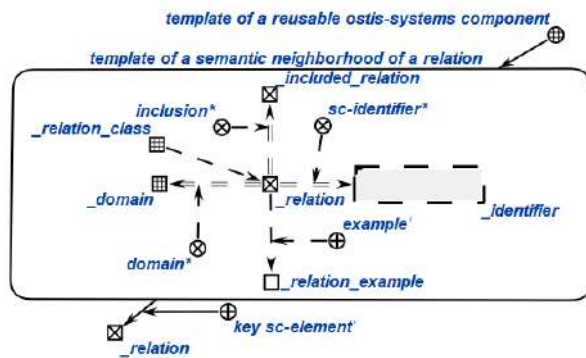 template of a reusable ostis-systems component
template of a semantic neighborhood of a relation
_included_relation
inclusion*
sc-identifier*
_relation_class
_domain
_relation
_identifier
example'
domain*
_relation_example
key sc-element'
_relation